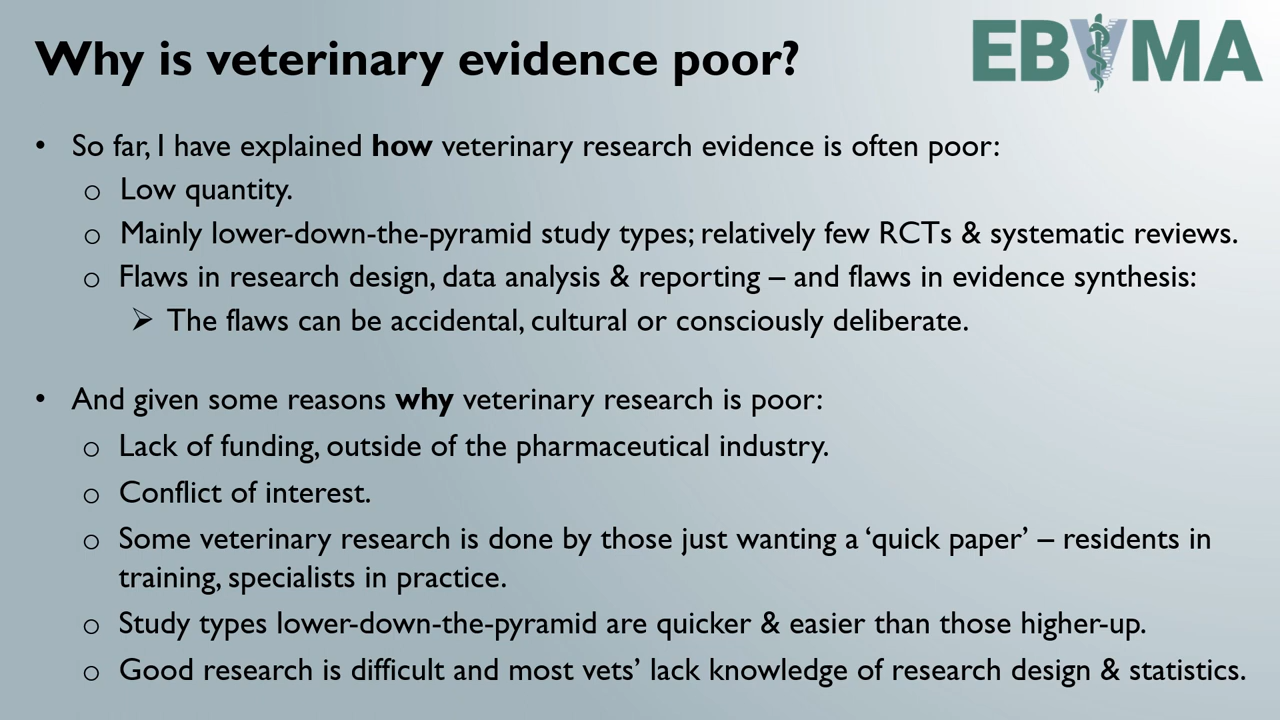 Why is veterinary evidence poor?
EBVMA
• So far, I have explained how veterinary research evidence is often poor:
o Low quantity.
o Mainly lower-down-the-pyramid study types; relatively few RCTs & systematic reviews.
o Flaws in research design, data analysis & reporting – and flaws in evidence synthesis:
➢ The flaws can be accidental, cultural or consciously deliberate.
• And given some reasons why veterinary research is poor:
o Lack of funding, outside of the pharmaceutical industry.
o Conflict of interest.
o Some veterinary research is done by those just wanting a ‘quick paper’ – residents in
training, specialists in practice.
o Study types lower-down-the-pyramid are quicker & easier than those higher-up.
o Good research is difficult and most vets’ lack knowledge of research design & statistics.